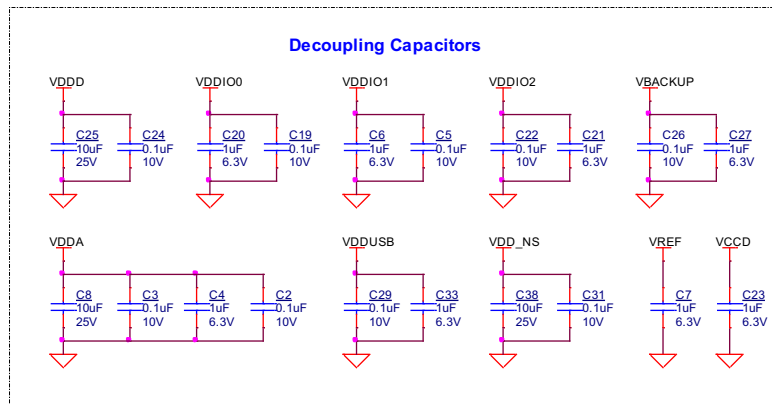 Decoupling Capacitors
VDDD
VDDIO0
VDDIO1
VDDIO2
VBACKUP
C25
10uF
25V
C24
0.1uF
10V
C20
1uF
6.3V
C19
0.1uF
10V
C6
1uF
6.3V
C5
0.1uF
10V
C22
0.1uF
10V
C21
1uF
6.3V
C26
0.1uF
10V
C27
1uF
6.3V
VDDA
VDDUSB
VDD_NS
VREF
VCCD
C8
10uF
25V
C3
0.1uF
10V
C4
1uF
6.3V
C2
0.1uF
10V
C29
0.1uF
10V
C33
1uF
6.3V
C38
10uF
25V
C31
0.1uF
10V
C7
1uF
6.3V
C23
1uF
6.3V